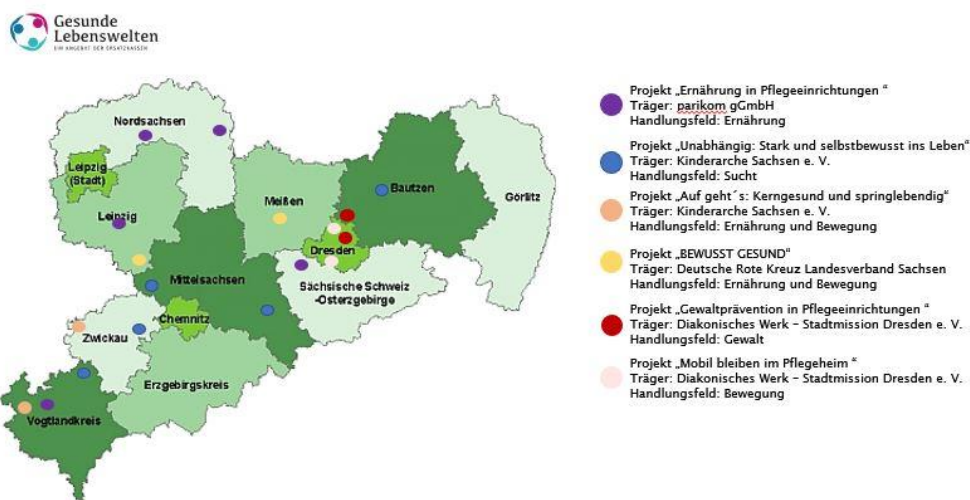 Gesunde
Lebenswelten
EIN ANGEBOT DER ERSATZKASSEN
Nordsachsen
Leipzig
(Stadt)
Leipzig
Meißen
Bautzen
Görlitz
Dresden
Mittelsachsen
Sächsische Schweiz
-Osterzgebirge
Chemnitz
Zwickau
Erzgebirgskreis
Vogtlandkreis
Projekt „Ernährung in Pflegeeinrichtungen “
Träger: parikom gGmbH
Handlungsfeld: Ernährung
Projekt „Unabhängig: Stark und selbstbewusst ins Leben“
Träger: Kinderarche Sachsen e. V.
Handlungsfeld: Sucht
Projekt „Auf geht´s: Kerngesund und springlebendig“
Träger: Kinderarche Sachsen e. V.
Handlungsfeld: Ernährung und Bewegung
Projekt „BEWUSST GESUND“
Träger: Deutsche Rote Kreuz Landesverband Sachsen
Handlungsfeld: Ernährung und Bewegung
Projekt „Gewaltprävention in Pflegeeinrichtungen “
Träger: Diakonisches Werk – Stadtmission Dresden e. V.
Handlungsfeld: Gewalt
Projekt „Mobil bleiben im Pflegeheim “
Träger: Diakonisches Werk – Stadtmission Dresden e. V.
Handlungsfeld: Bewegung